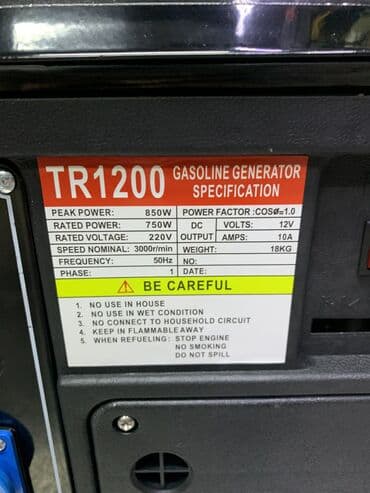 TR1200 GASOLINE GENERATOR SPECIFICATION
PEAK POWER: 850W POWER FACTOR :COSØ=1.0
RATED POWER: 750W DC OUTPUT VOLTS: 12V
RATED VOLTAGE: 220V AMPS: 10A
SPEED NOMINAL: 3000r/min WEIGHT: 18KG
FREQUENCY: 50Hz NO:
PHASE: 1 DATE:
BE CAREFUL
1. NO USE IN HOUSE
2. NO USE IN WET CONDITION
3. NO CONNECT TO HOUSEHOLD CIRCUIT
4. KEEP IN FLAMMABLE AWAY
5. WHEN REFUELING: STOP ENGINE
NO SMOKING
DO NOT SPILL